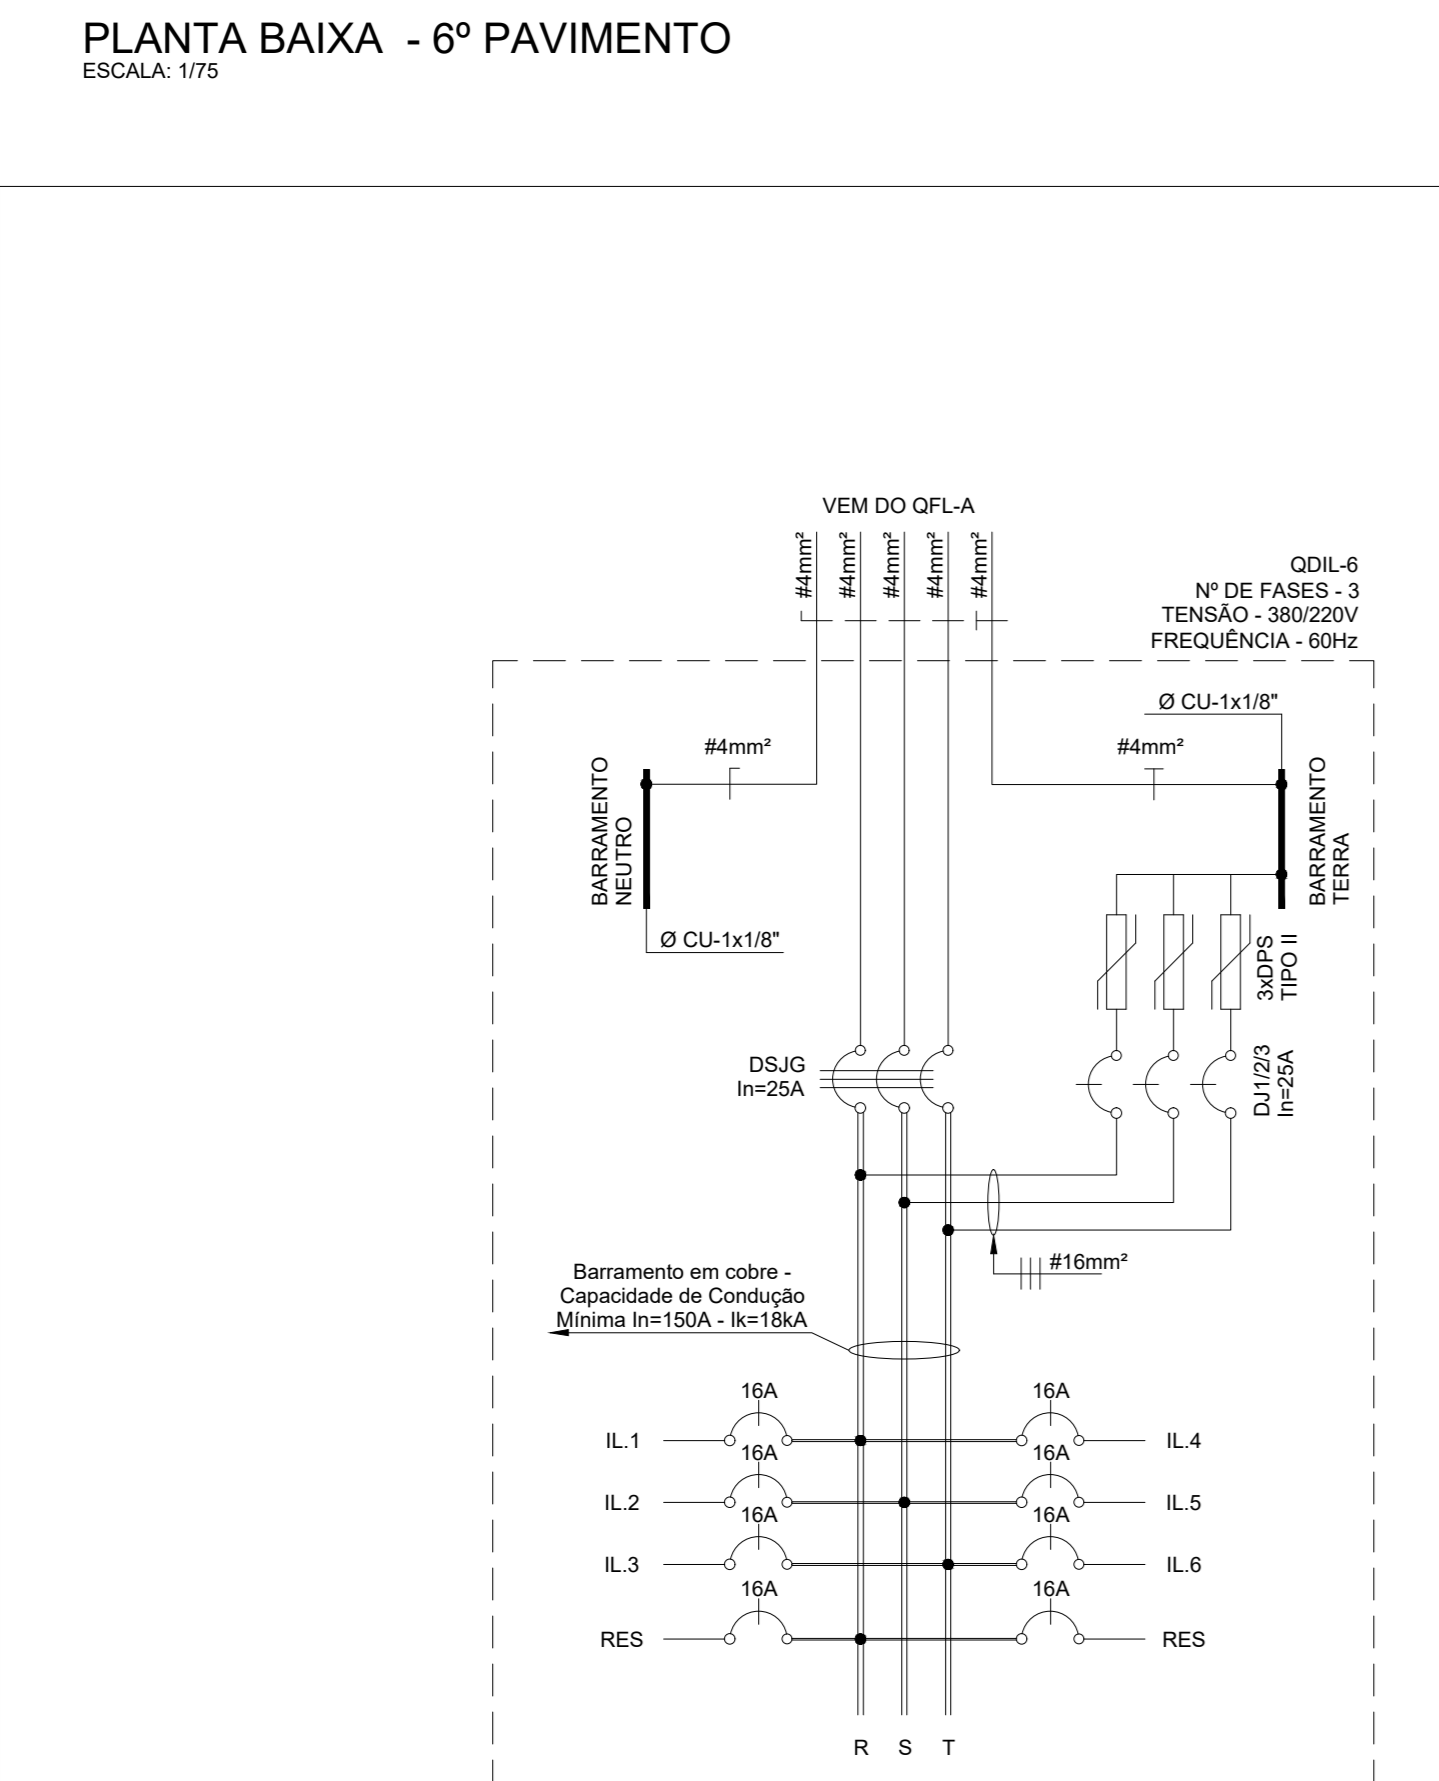 PLANTA BAIXA - 6º PAVIMENTO
ESCALA: 1/75
VEM DO QFL-A
#4mm²
#4mm²
#4mm²
#4mm²
#4mm²
QDIL-6
Nº DE FASES - 3
TENSÃO - 380/220V
FREQUÊNCIA - 60Hz
Ø CU-1x1/8"
#4mm²
#4mm²
BARRAMENTO
NEUTRO
BARRAMENTO
TERRA
Ø CU-1x1/8"
3xDPS
TIPO II
DSJG
In=25A
DJ1/2/3
In=25A
#16mm²
Barramento em cobre -
Capacidade de Condução
Mínima In=150A - Ik=18kA
16A
16A
IL.1
IL.4
16A
16A
IL.2
IL.5
16A
16A
IL.3
IL.6
16A
16A
RES
RES
R S T